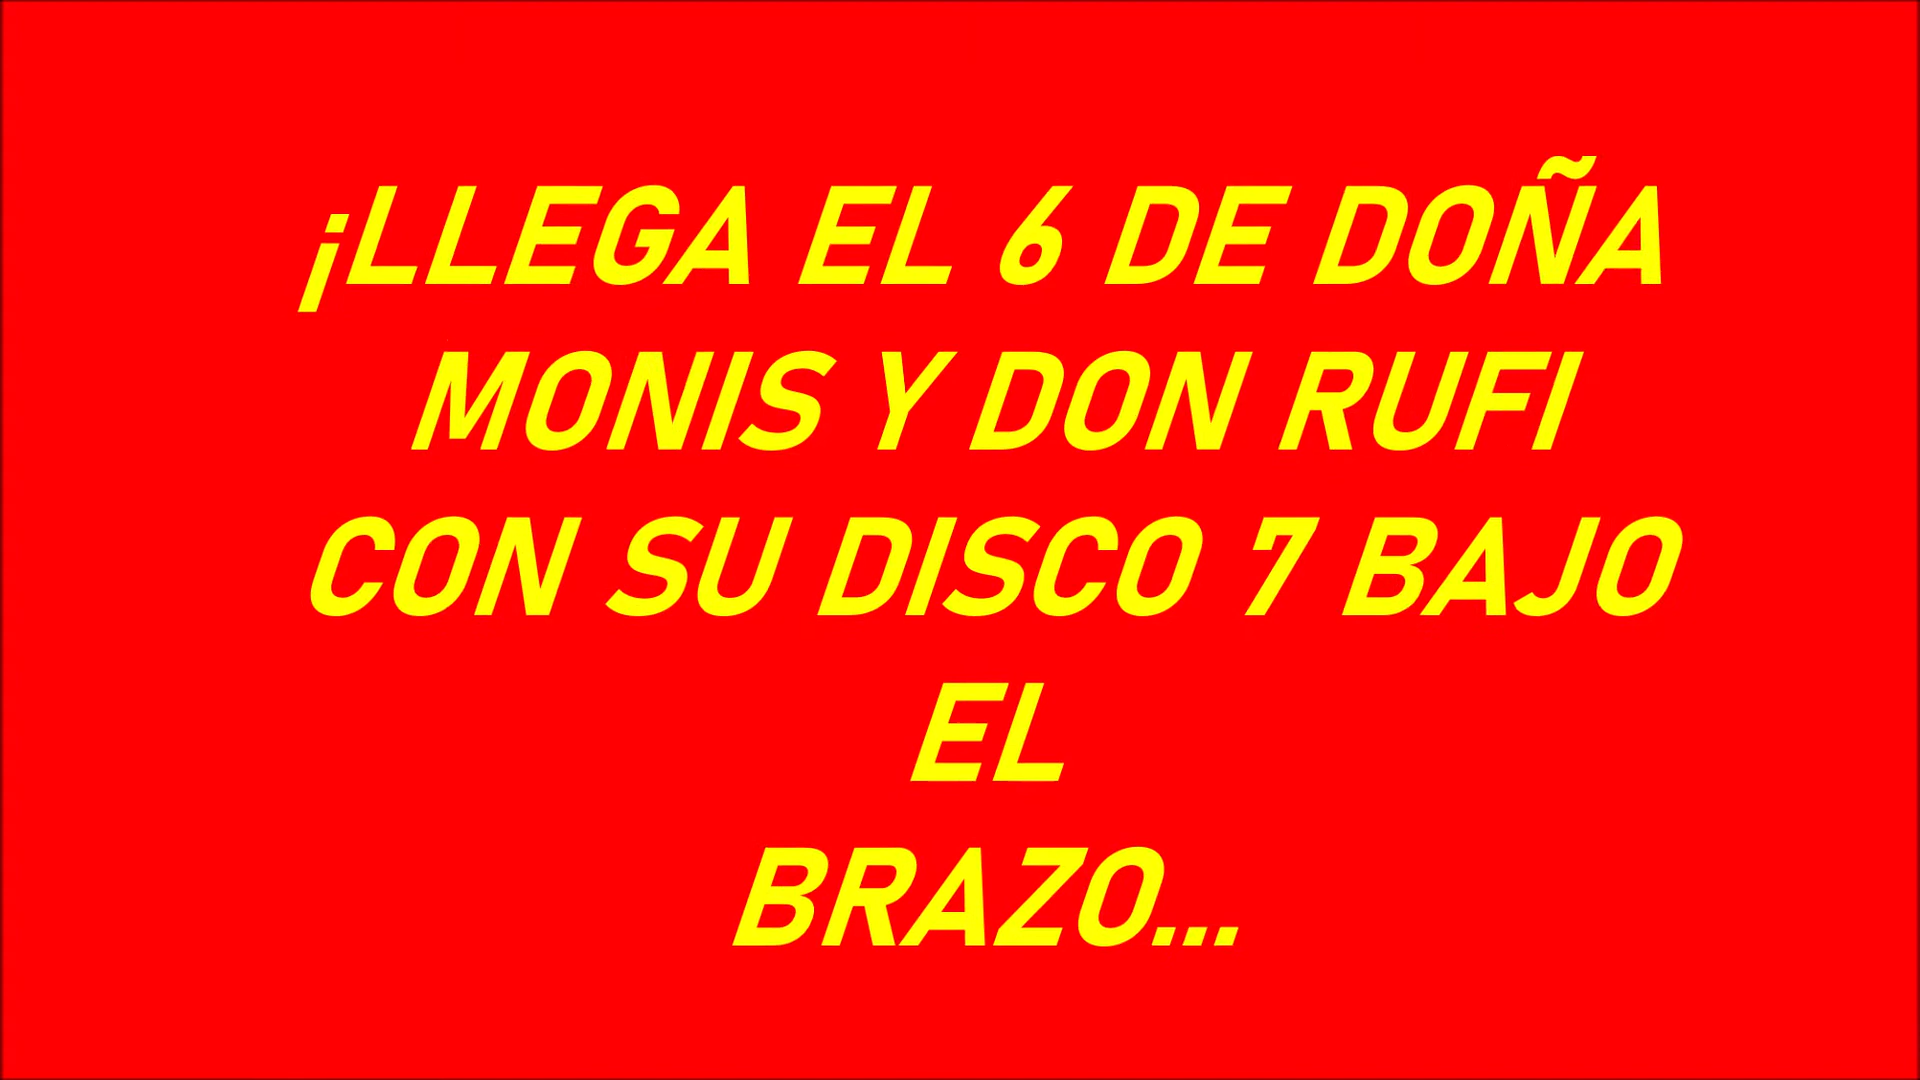 ¡LLEGA EL 6 DE DOÑA
MONIS Y DON RUFI
CON SU DISCO 7 BAJO
EL
BRAZO...